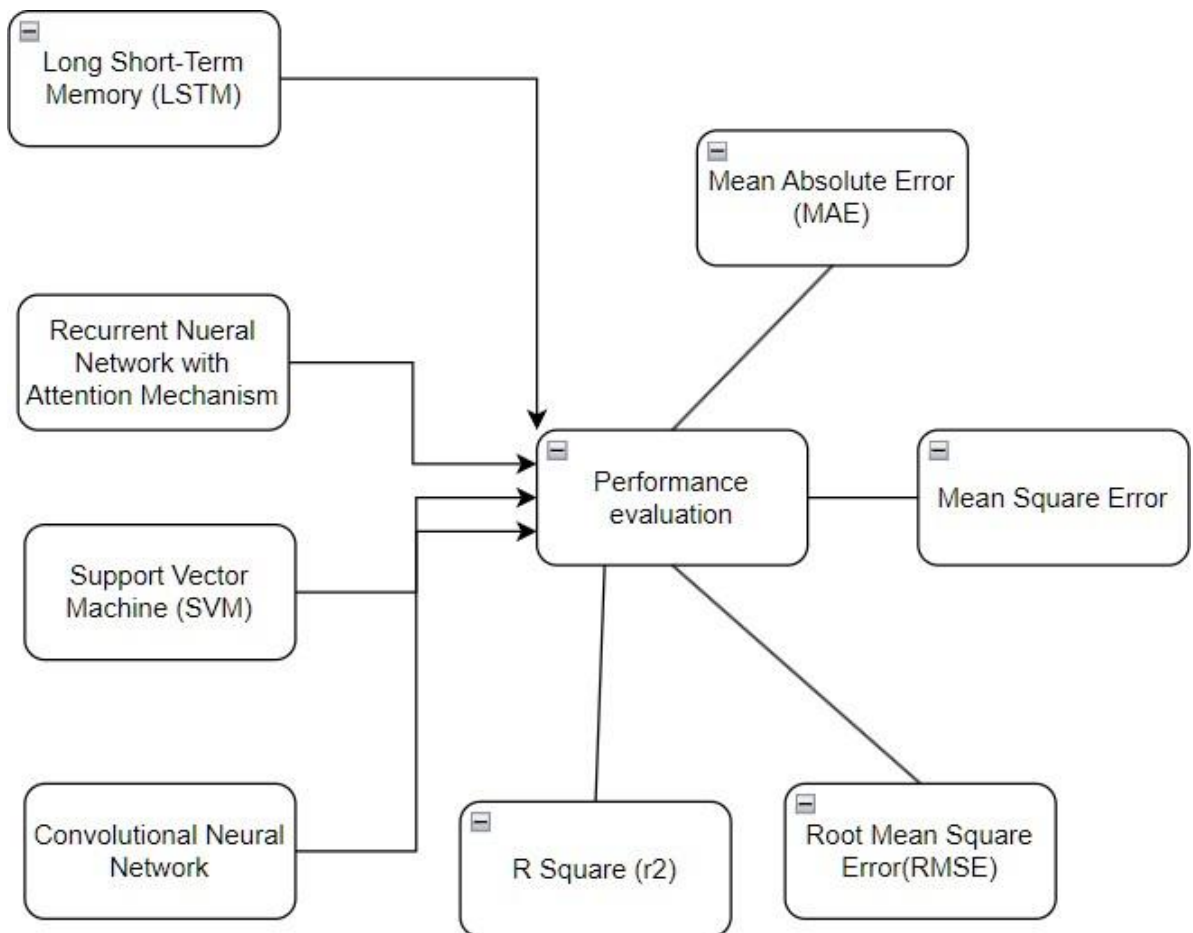 Long Short-Term
Memory (LSTM)
Mean Absolute Error
(MAE)
Recurrent Nueral
Network with
Attention Mechanism
Performance
evaluation
Mean Square Error
Support Vector
Machine (SVM)
Convolutional Neural
Network
R Square (r2)
Root Mean Square
Error(RMSE)